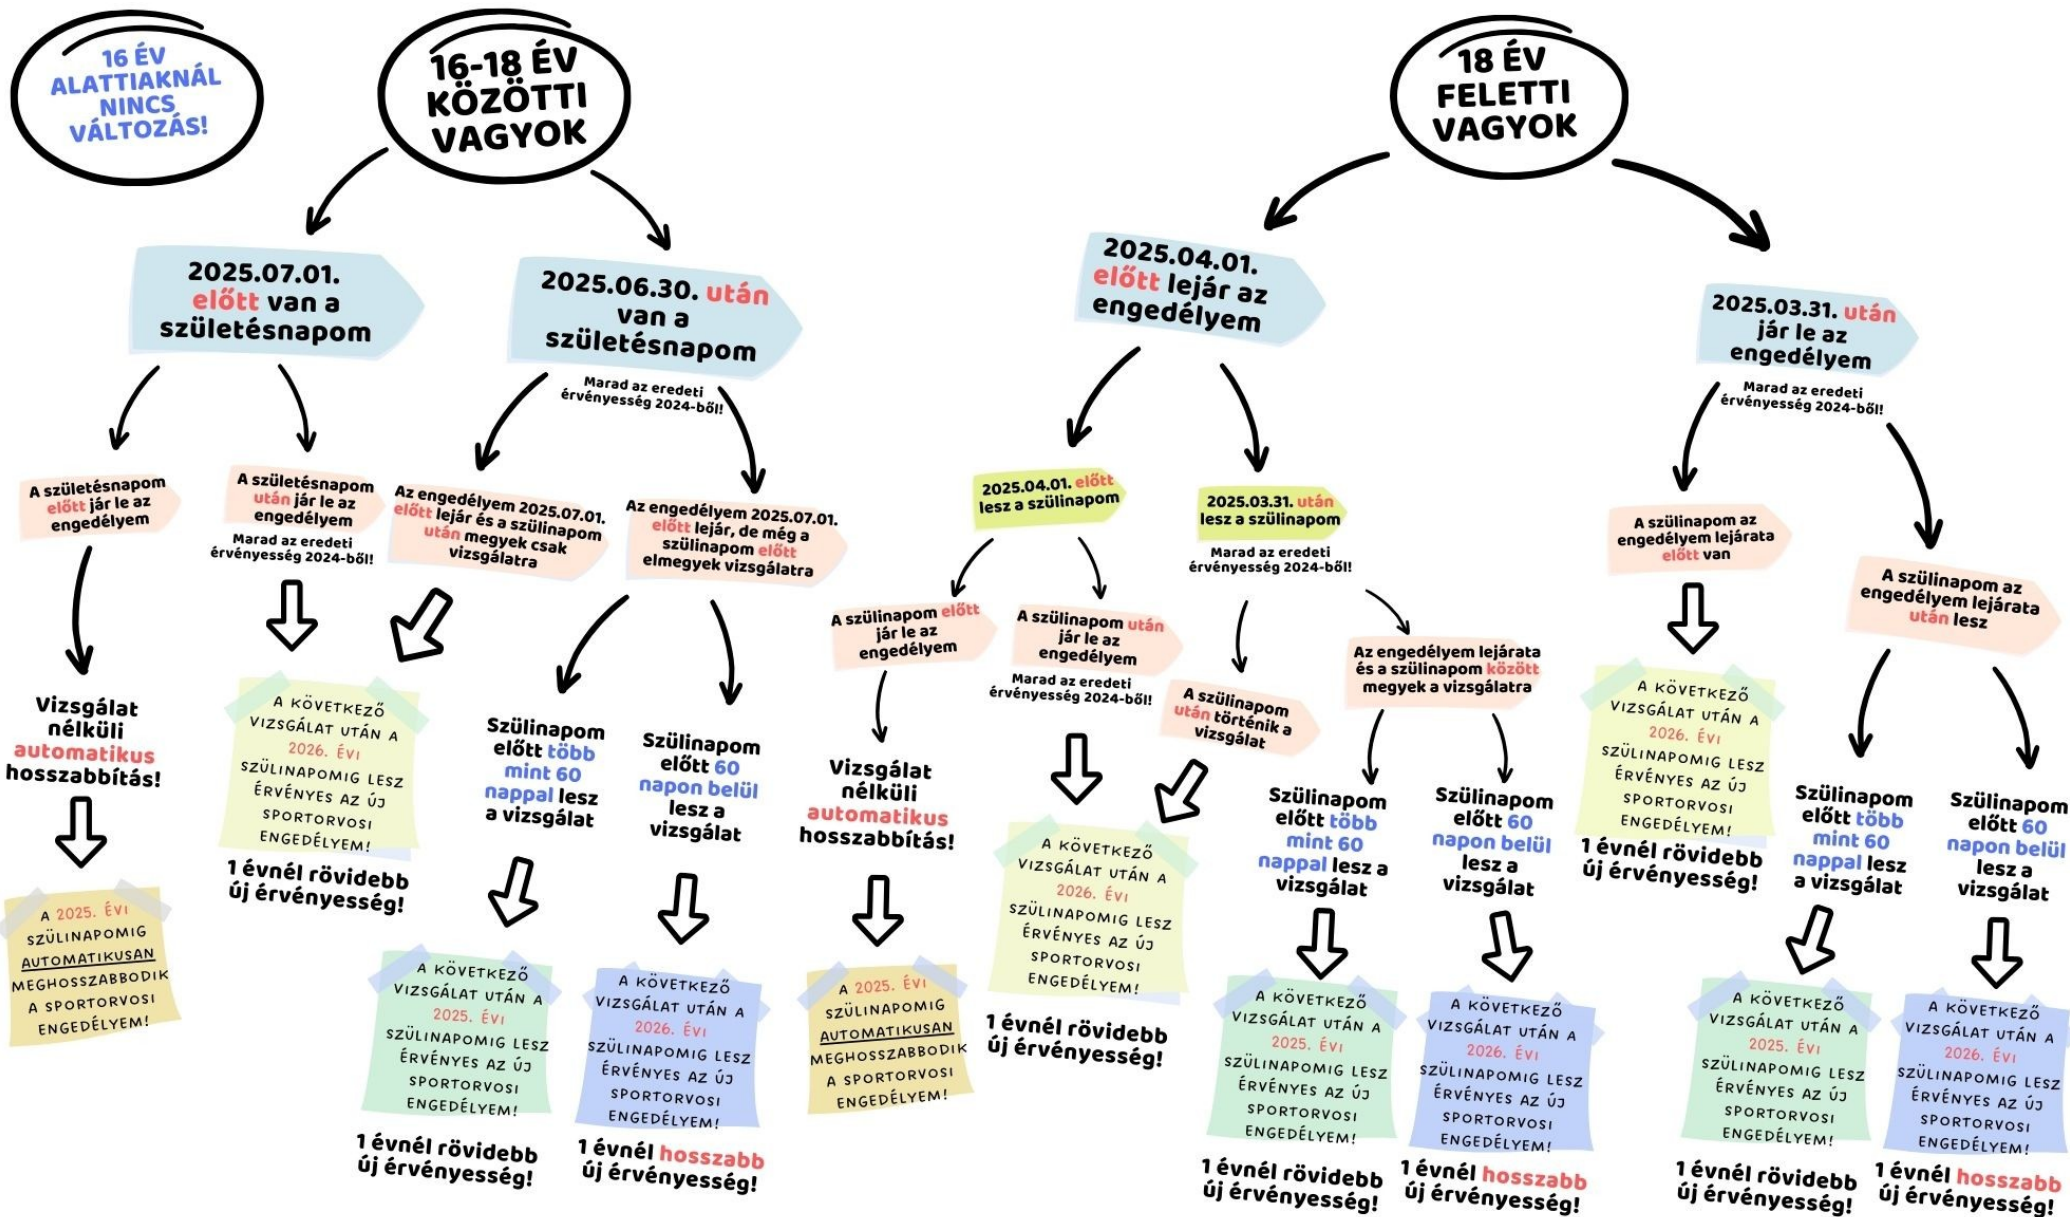 16 ÉV
ALATTIAKNÁL
NINCS
VÁLTOZÁS!
16-18 ÉV
KÖZÖTTI
VAGYOK
18 ÉV
FELETTI
VAGYOK
2025.07.01.
előtt van a
születésnapom
2025.06.30. után
van a
születésnapom
Marad az eredeti
érvényesség 2024-ből!
2025.04.01.
előtt lejár az
engedélyem
2025.03.31. után
jár le az
engedélyem
Marad az eredeti
érvényesség 2024-ből!
A születésnapom
előtt jár le az
engedélyem
A születésnapom
után jár le az
engedélyem
Marad az eredeti
érvényesség 2024-ből!
Az engedélyem 2025.07.01.
előtt lejár és a szülinapom
után megyek csak
vizsgálatra
Az engedélyem 2025.07.01.
előtt lejár, de még a
szülinapom előtt
elmegyek vizsgálatra
2025.04.01. előtt
lesz a szülinapom
2025.03.31. után
lesz a szülinapom
Marad az eredeti
érvényesség 2024-ből!
A szülinapom az
engedélyem lejárata
előtt van
A szülinapom az
engedélyem lejárata
után lesz
A szülinapom előtt
jár le az
engedélyem
A szülinapom után
jár le az
engedélyem
Marad az eredeti
érvényesség 2024-ből!
A szülinapom
után történik a
vizsgálat
Az engedélyem lejárata
és a szülinapom között
megyek a vizsgálatra
Vizsgálat
nélküli
automatikus
hosszabbítás!
A KÖVETKEZŐ
VIZSGÁLAT UTÁN A
2026. ÉVI
SZÜLINAPOMIG LESZ
ÉRVÉNYES AZ ÚJ
SPORTORVOSI
ENGEDÉLYEM!
1 évnél rövidebb
új érvényesség!
Szülinapom
előtt több
mint 60
nappal lesz
a vizsgálat
Szülinapom
előtt 60
napon belül
lesz a
vizsgálat
Vizsgálat
nélküli
automatikus
hosszabbítás!
A KÖVETKEZŐ
VIZSGÁLAT UTÁN A
2026. ÉVI
SZÜLINAPOMIG LESZ
ÉRVÉNYES AZ ÚJ
SPORTORVOSI
ENGEDÉLYEM!
1 évnél rövidebb
új érvényesség!
Szülinapom
előtt több
mint 60
nappal lesz a
vizsgálat
Szülinapom
előtt 60
napon belül
lesz a
vizsgálat
A KÖVETKEZŐ
VIZSGÁLAT UTÁN A
2026. ÉVI
SZÜLINAPOMIG LESZ
ÉRVÉNYES AZ ÚJ
SPORTORVOSI
ENGEDÉLYEM!
1 évnél rövidebb
új érvényesség!
Szülinapom
előtt több
mint 60
nappal lesz
a vizsgálat
Szülinapom
előtt 60
napon belül
lesz a
vizsgálat
A 2025. ÉVI
SZÜLINAPOMIG
AUTOMATIKUSAN
MEGHOSSZABBODIK
A SPORTORVOSI
ENGEDÉLYEM!
A KÖVETKEZŐ
VIZSGÁLAT UTÁN A
2025. ÉVI
SZÜLINAPOMIG LESZ
ÉRVÉNYES AZ ÚJ
SPORTORVOSI
ENGEDÉLYEM!
1 évnél rövidebb
új érvényesség!
A KÖVETKEZŐ
VIZSGÁLAT UTÁN A
2026. ÉVI
SZÜLINAPOMIG LESZ
ÉRVÉNYES AZ ÚJ
SPORTORVOSI
ENGEDÉLYEM!
1 évnél hosszabb
új érvényesség!
A 2025. ÉVI
SZÜLINAPOMIG
AUTOMATIKUSAN
MEGHOSSZABBODIK
A SPORTORVOSI
ENGEDÉLYEM!
A KÖVETKEZŐ
VIZSGÁLAT UTÁN A
2025. ÉVI
SZÜLINAPOMIG LESZ
ÉRVÉNYES AZ ÚJ
SPORTORVOSI
ENGEDÉLYEM!
1 évnél rövidebb
új érvényesség!
A KÖVETKEZŐ
VIZSGÁLAT UTÁN A
2026. ÉVI
SZÜLINAPOMIG LESZ
ÉRVÉNYES AZ ÚJ
SPORTORVOSI
ENGEDÉLYEM!
1 évnél hosszabb
új érvényesség!
A KÖVETKEZŐ
VIZSGÁLAT UTÁN A
2025. ÉVI
SZÜLINAPOMIG LESZ
ÉRVÉNYES AZ ÚJ
SPORTORVOSI
ENGEDÉLYEM!
1 évnél rövidebb
új érvényesség!
A KÖVETKEZŐ
VIZSGÁLAT UTÁN A
2026. ÉVI
SZÜLINAPOMIG LESZ
ÉRVÉNYES AZ ÚJ
SPORTORVOSI
ENGEDÉLYEM!
1 évnél hosszabb
új érvényesség!